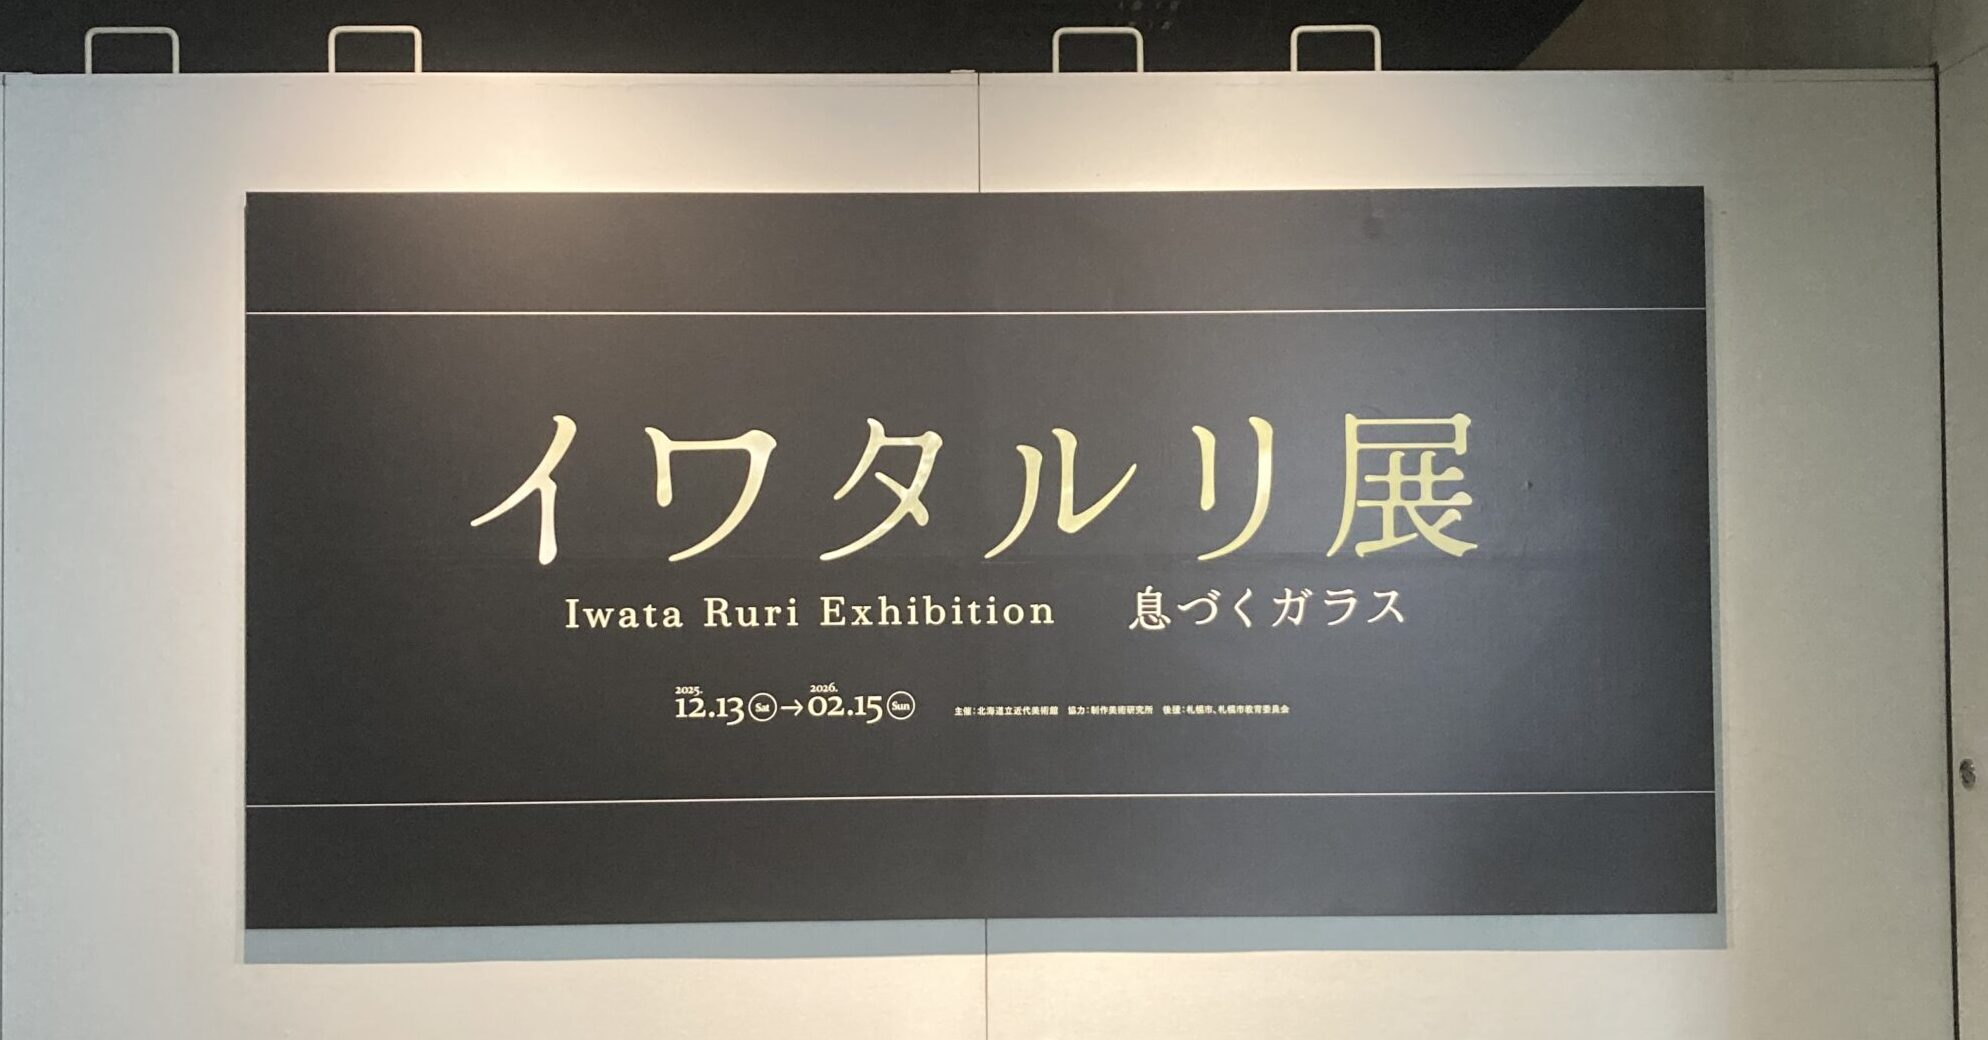 イワタルリ展
Iwata Ruri Exhibition 息づくガラス
2025. 12.13 Sat → 2026. 02.15 Sun 主催：北海道立近代美術館 協力：制作美術研究所 後援：札幌市、札幌市教育委員会